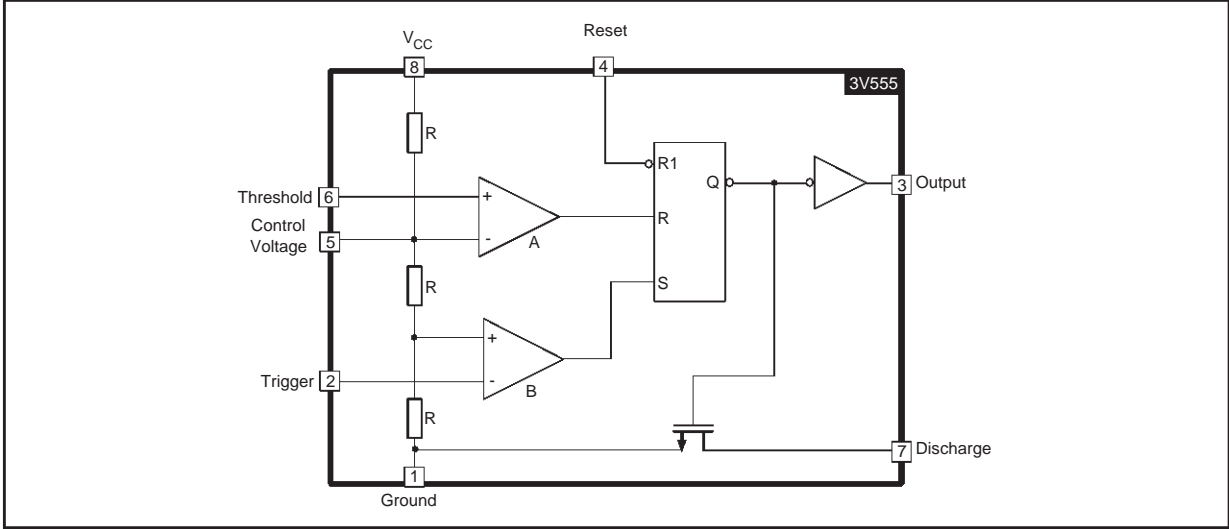 Reset
VCC
8
4
3V555
R
R1
Threshold
6
+
Q
3
Output
Control
Voltage
5
-
A
R
R
S
+
Trigger
2
-
B
R
7
Discharge
1
Ground